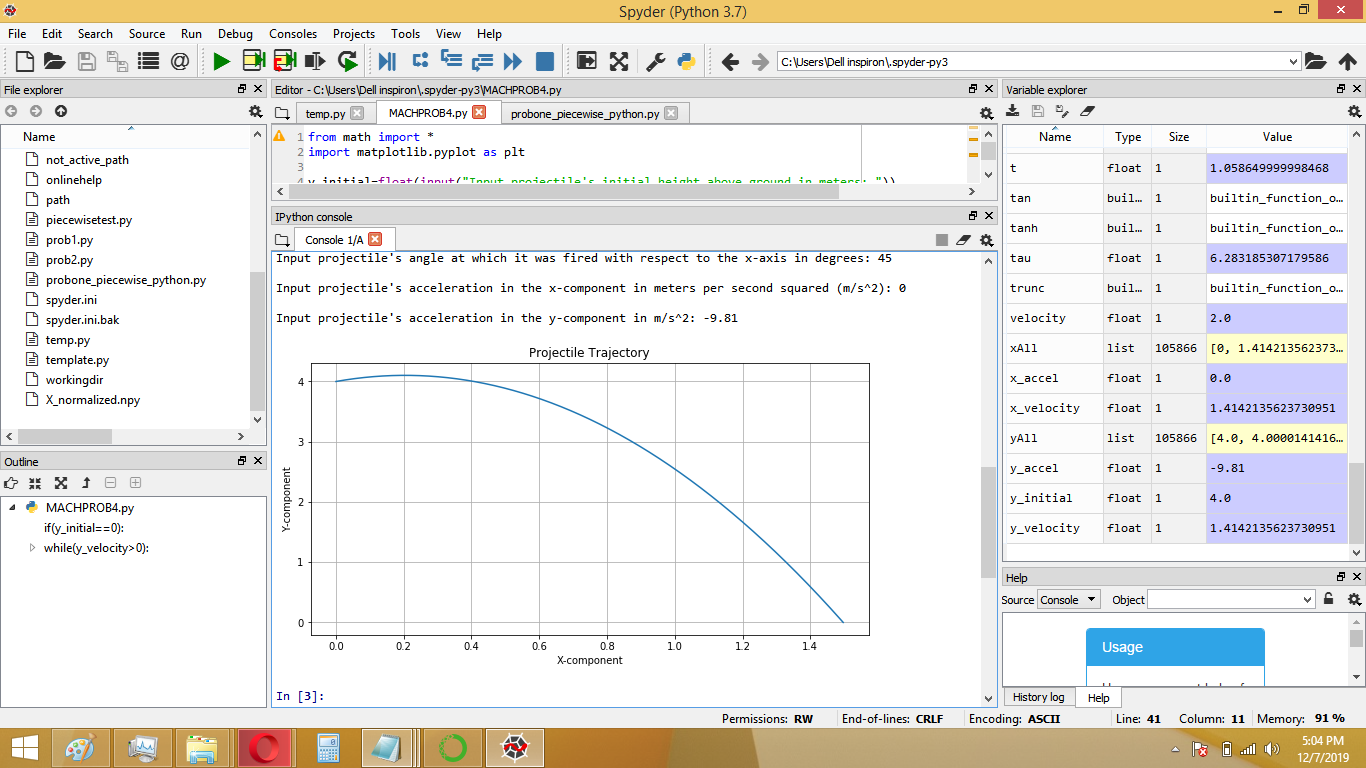 Spyder (Python 3.7)
File Edit Search Source Run Debug Consoles Projects Tools View Help
C:\Users\Dell inspiron\.spyder-py3
File explorer
Name
not_active_path
onlinehelp
path
piecewisetest.py
prob1.py
prob2.py
probone_piecewise_python.py
spyder.ini
spyder.ini.bak
temp.py
template.py
workingdir
X_normalized.npy
Outline
MACHPROB4.py
if(y_initial==0):
while(y_velocity>0):
Editor - C:\Users\Dell inspiron\.spyder-py3\MACHPROB4.py
temp.py MACHPROB4.py probone_piecewise_python.py
1 from math import *
2 import matplotlib.pyplot as plt
3
4 y_initial=float(input("Input projectile's initial height above ground in meters: "))
IPython console
Console 1/A
Input projectile's angle at which it was fired with respect to the x-axis in degrees: 45
Input projectile's acceleration in the x-component in meters per second squared (m/s^2): 0
Input projectile's acceleration in the y-component in m/s^2: -9.81
Projectile Trajectory
Y-component
4
3
2
1
0
0.0 0.2 0.4 0.6 0.8 1.0 1.2 1.4
X-component
In [3]:
Variable explorer
Name Type Size Value
t float 1 1.058649999998468
tan buil... 1 builtin_function_o...
tanh buil... 1 builtin_function_o...
tau float 1 6.283185307179586
trunc buil... 1 builtin_function_o...
velocity float 1 2.0
xAll list 105866 [0, 1.414213562373...
x_accel float 1 0.0
x_velocity float 1 1.4142135623730951
yAll list 105866 [4.0, 4.0000141416...
y_accel float 1 -9.81
y_initial float 1 4.0
y_velocity float 1 1.4142135623730951
Help
Source Console Object
Usage
History log Help
Permissions: RW End-of-lines: CRLF Encoding: ASCII Line: 41 Column: 11 Memory: 91 %
5:04 PM
12/7/2019